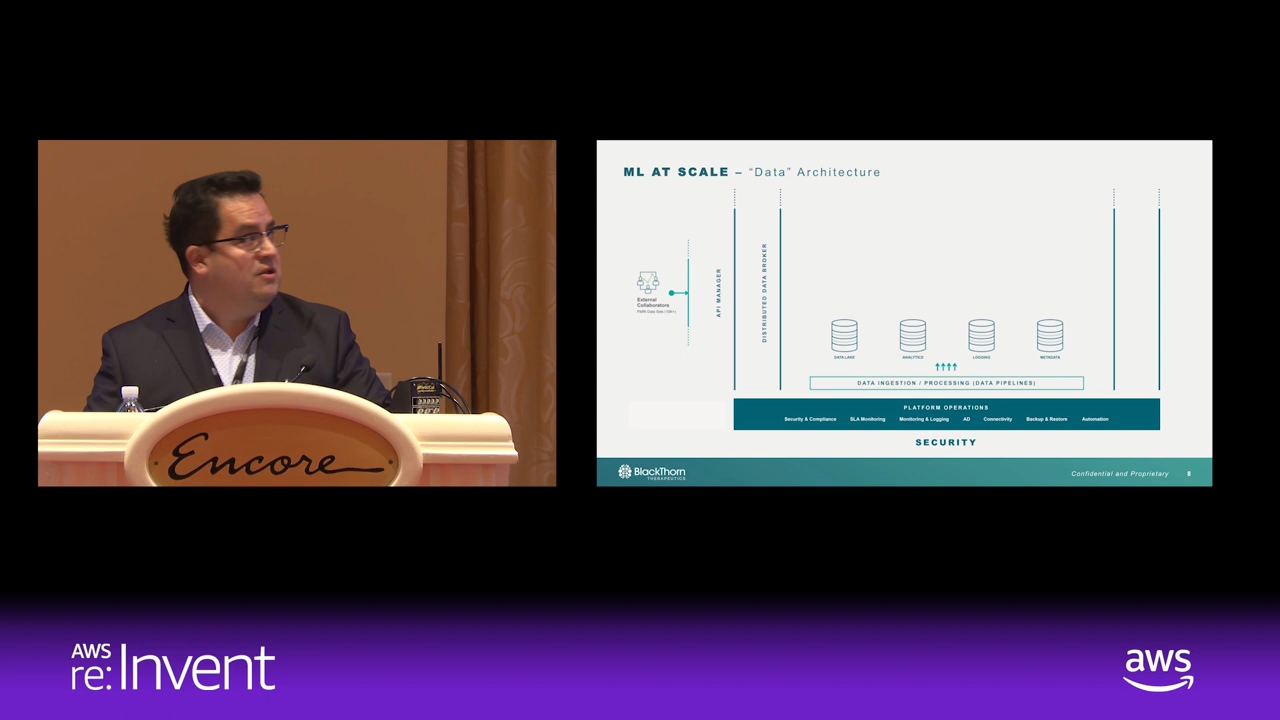 ML AT SCALE – “Data” Architecture
External
Collaborators
API MANAGER
DISTRIBUTED DATA BROKER
DATA LAKE
ANALYTICS
LOGGING
METADATA
DATA INGESTION / PROCESSING (DATA PIPELINES)
PLATFORM OPERATIONS
Security & Compliance SLA Monitoring Monitoring & Logging AD Connectivity Backup & Restore Automation
SECURITY
BlackThorn
THERAPEUTICS
Confidential and Proprietary 8
Encore
AWS
re:Invent
aws